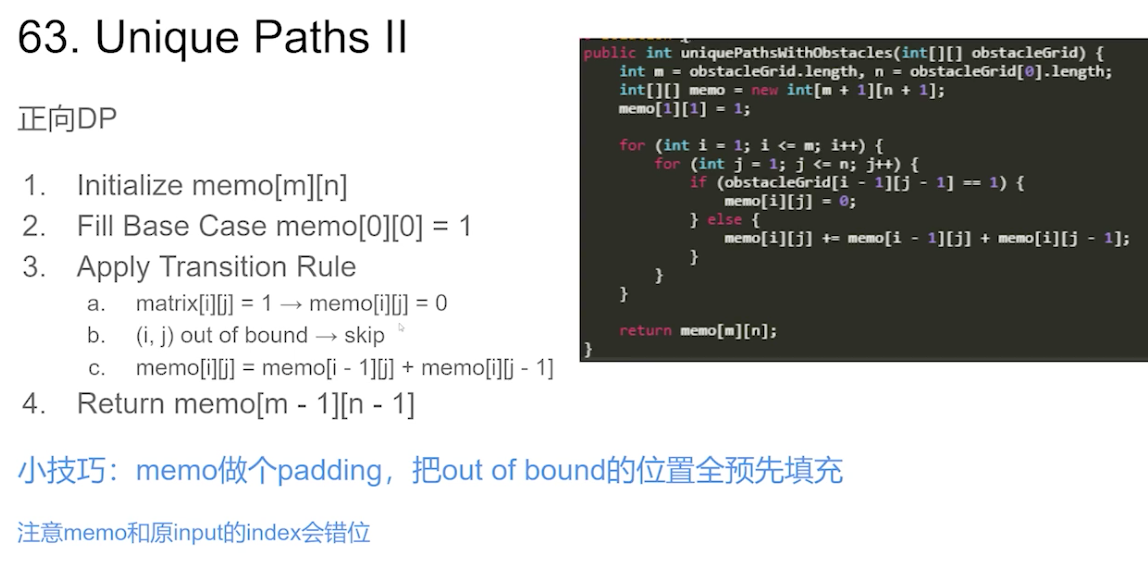 63. Unique Paths II
正向DP
1. Initialize memo[m][n]
2. Fill Base Case memo[0][0] = 1
3. Apply Transition Rule
a. matrix[i][j] = 1 → memo[i][j] = 0
b. (i, j) out of bound → skip
c. memo[i][j] = memo[i - 1][j] + memo[i][j - 1]
4. Return memo[m - 1][n - 1]
小技巧：memo做个padding，把out of bound的位置全预先填充
注意memo和原input的index会错位
public int uniquePathsWithObstacles(int[][] obstacleGrid) {
int m = obstacleGrid.length, n = obstacleGrid[0].length;
int[][] memo = new int[m + 1][n + 1];
memo[1][1] = 1;
for (int i = 1; i <= m; i++) {
for (int j = 1; j <= n; j++) {
if (obstacleGrid[i - 1][j - 1] == 1) {
memo[i][j] = 0;
} else {
memo[i][j] += memo[i - 1][j] + memo[i][j - 1];
}
}
}
return memo[m][n];
}